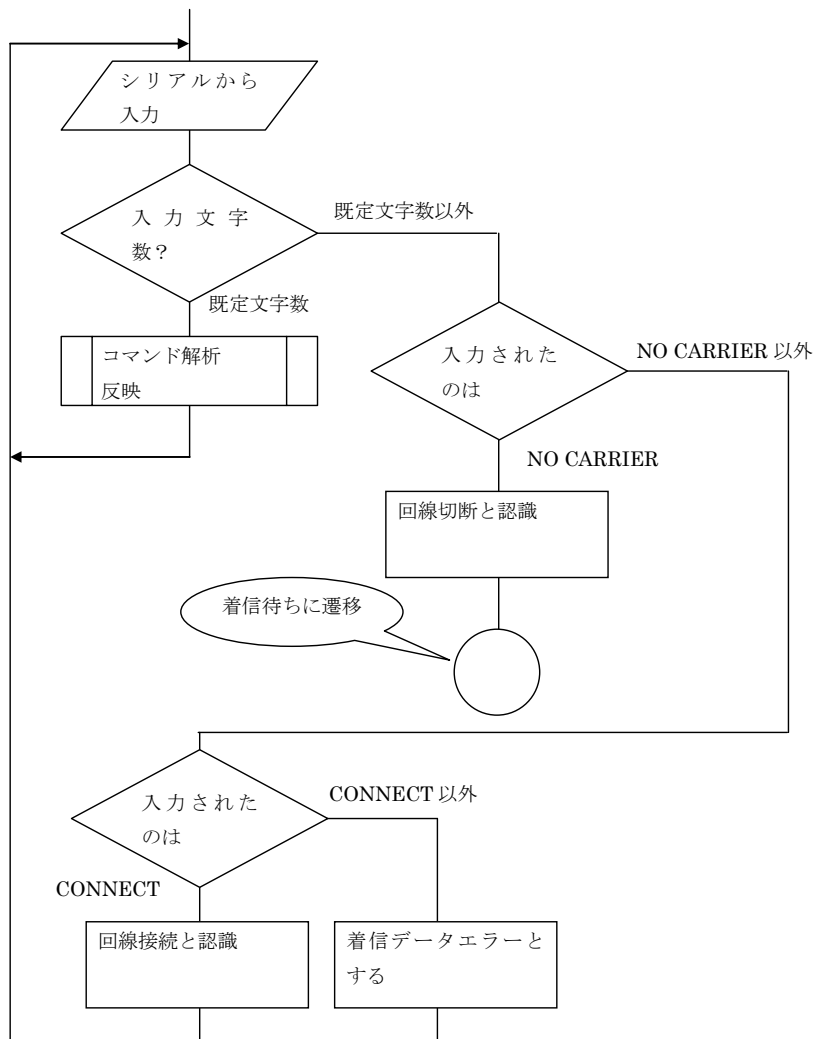 シリアルから
入力
入力文字
数？
既定文字数以外
既定文字数
コマンド解析
反映
入力された
のは
NO CARRIER 以外
NO CARRIER
回線切断と認識
着信待ちに遷移
入力された
のは
CONNECT 以外
CONNECT
回線接続と認識
着信データエラーと
する